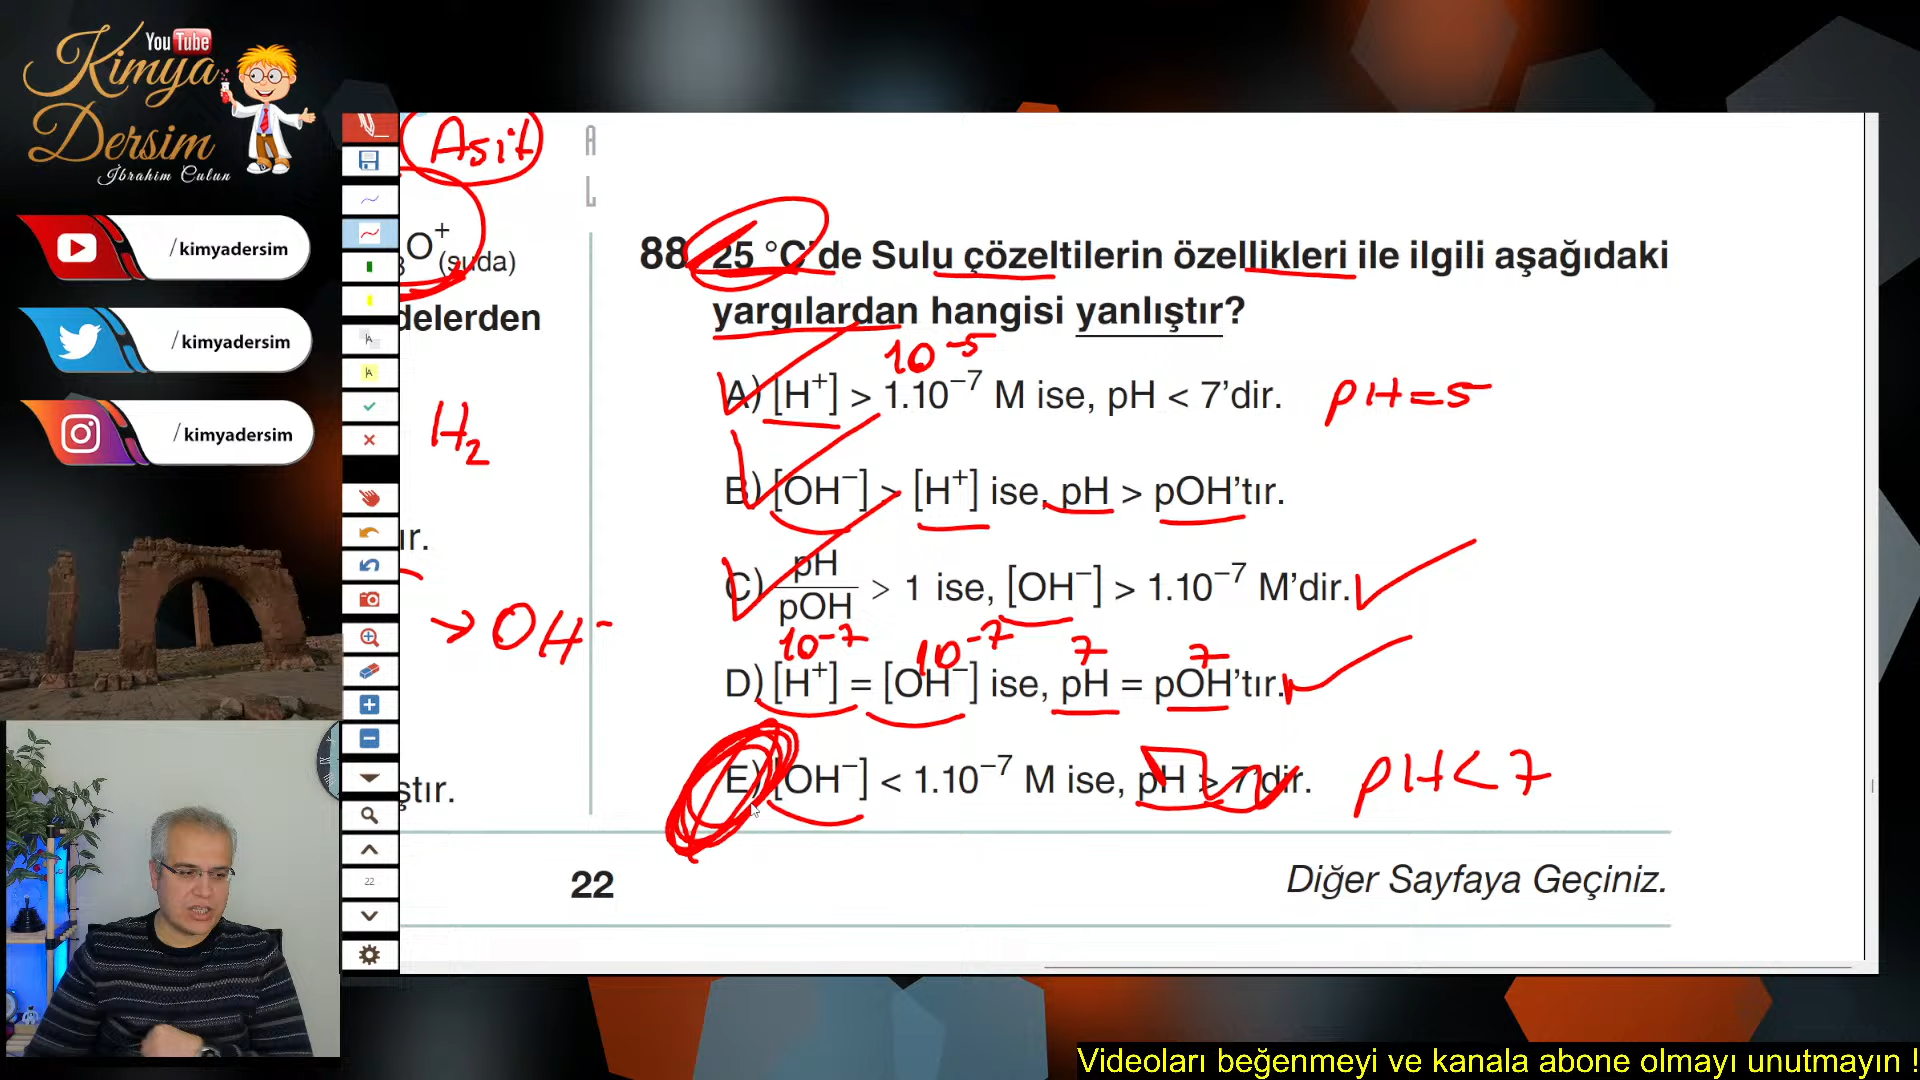 YouTube
Kimya
Dersim
İbrahim Culun
/kimyadersim
/kimyadersim
/kimyadersim
Asit
O+ (suda)
delerden
H2
ır.
→ OH-
ştır.
A
L
88. 25 °C'de Sulu çözeltilerin özellikleri ile ilgili aşağıdaki
yargılardan hangisi yanlıştır?
10-5
A) [H+] > 1.10−7 M ise, pH < 7'dir. pH=5
B) [OH−] > [H+] ise, pH > pOH'tır.
C) pH/pOH > 1 ise, [OH−] > 1.10−7 M'dir.
10-7 10-7 7 7
D) [H+] = [OH−] ise, pH = pOH'tır.
E) [OH−] < 1.10−7 M ise, pH > 7'dir. pH<7
22
22
Diğer Sayfaya Geçiniz.
Videoları beğenmeyi ve kanala abone olmayı unutmayın !